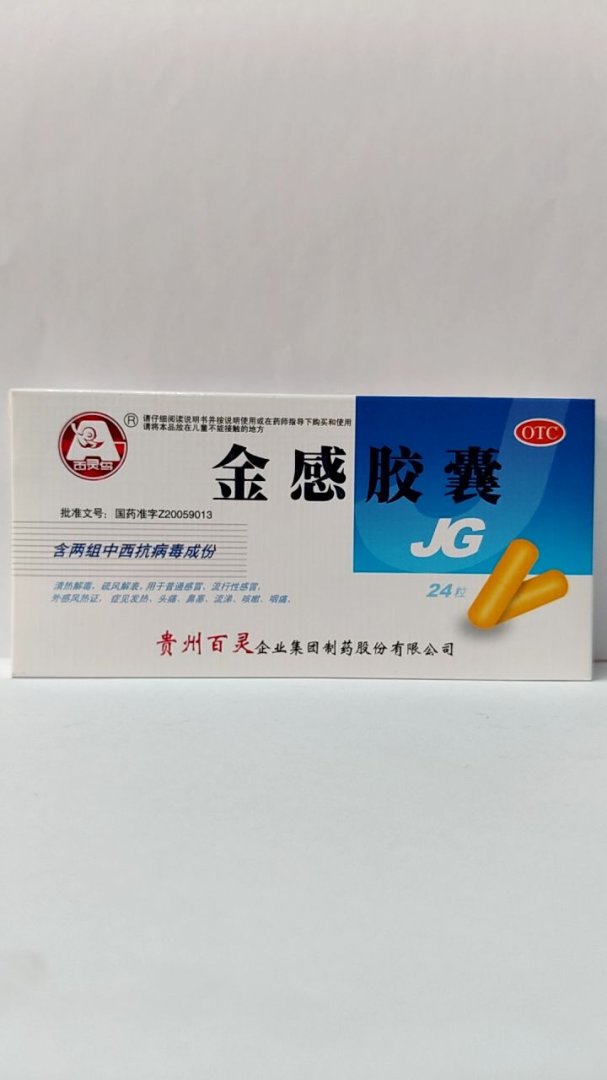 百灵鸟
®
请仔细阅读说明书并按说明使用或在药师指导下购买和使用
请将本品放在儿童不能接触的地方
OTC
金感胶囊
批准文号：国药准字Z20059013
JG
含两组中西抗病毒成份
清热解毒，疏风解表。用于普通感冒，流行性感冒，
外感风热证，症见发热、头痛、鼻塞、流涕、咳嗽、咽痛。
24粒
贵州百灵企业集团制药股份有限公司